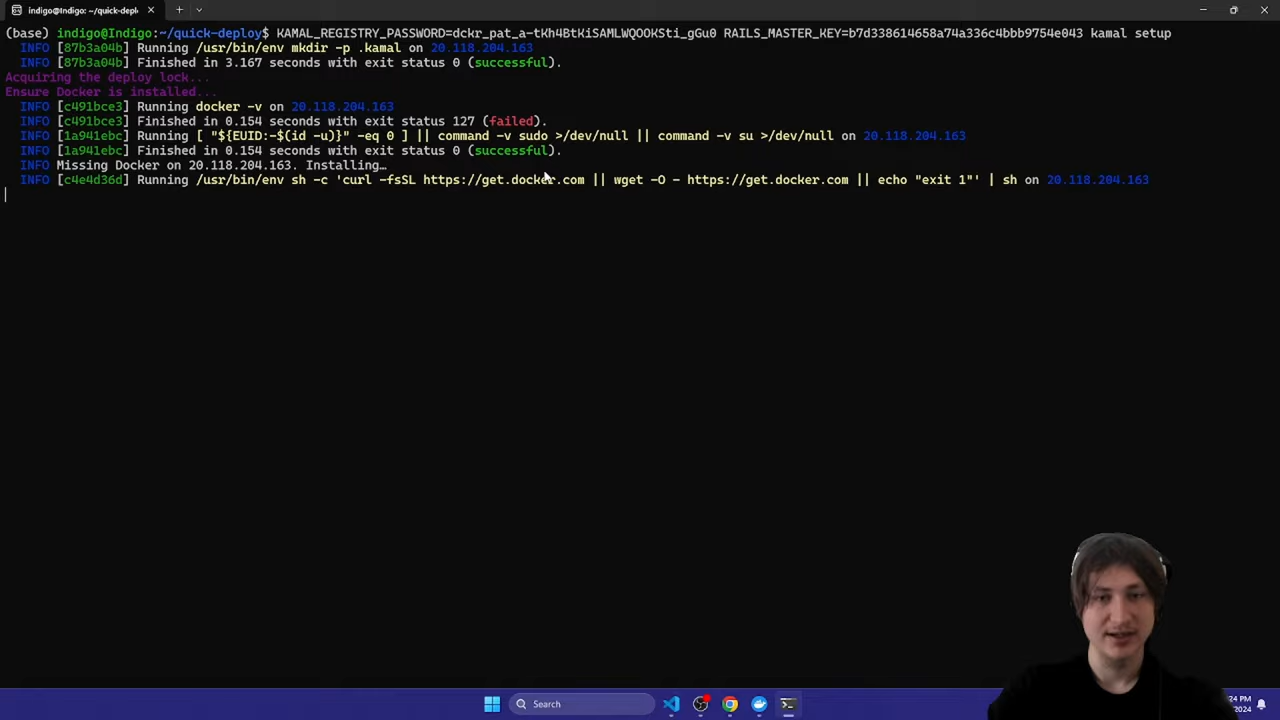 indigo@Indigo: ~/quick-depl
(base) indigo@Indigo:~/quick-deploy$ KAMAL_REGISTRY_PASSWORD=dckr_pat_a-tKh4BtKiSAMLWQOOKSti_gGu0 RAILS_MASTER_KEY=b7d338614658a74a336c4bbb9754e043 kamal setup
INFO [87b3a04b] Running /usr/bin/env mkdir -p .kamal on 20.118.204.163
INFO [87b3a04b] Finished in 3.167 seconds with exit status 0 (successful).
Acquiring the deploy lock...
Ensure Docker is installed...
INFO [c491bce3] Running docker -v on 20.118.204.163
INFO [c491bce3] Finished in 0.154 seconds with exit status 127 (failed).
INFO [1a941ebc] Running [ "${EUID:-$(id -u)}" -eq 0 ] || command -v sudo >/dev/null || command -v su >/dev/null on 20.118.204.163
INFO [1a941ebc] Finished in 0.154 seconds with exit status 0 (successful).
INFO Missing Docker on 20.118.204.163. Installing…
INFO [c4e4d36d] Running /usr/bin/env sh -c 'curl -fsSL https://get.docker.com || wget -O - https://get.docker.com || echo "exit 1"' | sh on 20.118.204.163
Search
24 PM
2024